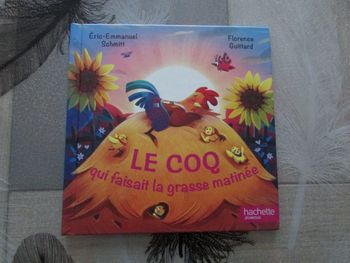 Éric-Emmanuel
Schmitt
Florence
Guittard
LE COQ
qui faisait la grasse matinée
hachette
JEUNESSE